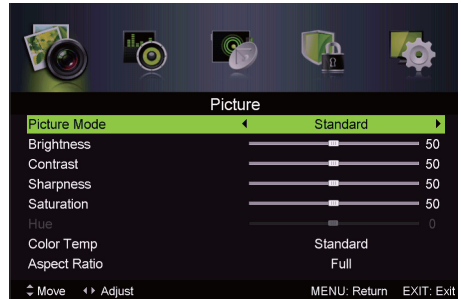 Picture
Picture Mode Standard
Brightness 50
Contrast 50
Sharpness 50
Saturation 50
Hue 0
Color Temp Standard
Aspect Ratio Full
Move Adjust MENU: Return EXIT: Exit